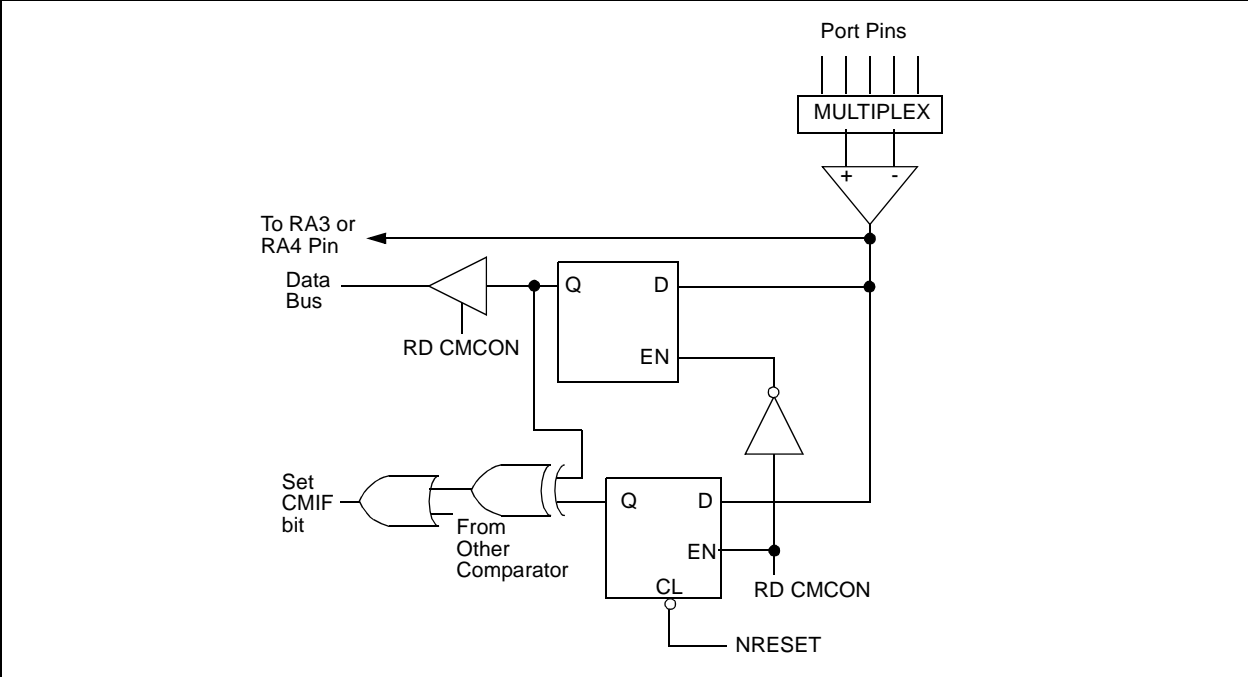 Port Pins
MULTIPLEX
+ -
To RA3 or
RA4 Pin
Data
Bus
Q D
EN
RD CMCON
Set
CMIF
bit
From
Other
Comparator
Q D
EN
CL
RD CMCON
NRESET